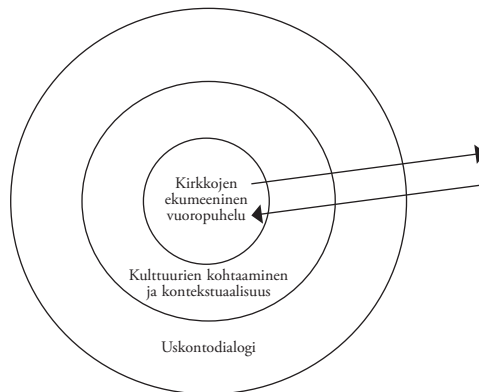 Kirkkojen
ekumeeninen
vuoropuhelu
Kulttuurien kohtaaminen
ja kontekstuaalisuus
Uskontodialogi